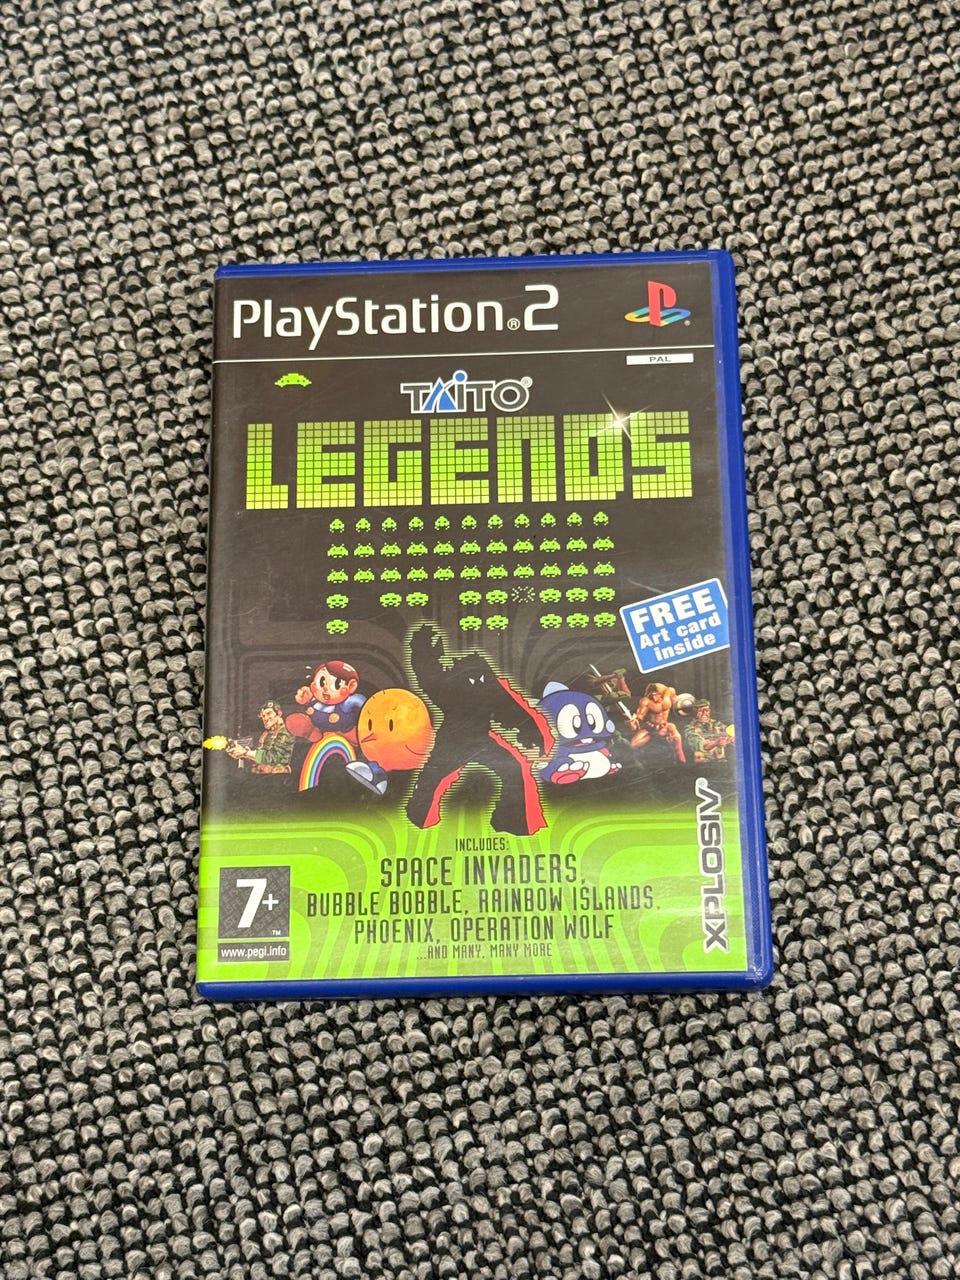 PlayStation®2
PAL
TAITO®
LEGENDS
FREE
Art card
inside
XPLOSIV®
INCLUDES:
SPACE INVADERS,
BUBBLE BOBBLE, RAINBOW ISLANDS,
PHOENIX, OPERATION WOLF
...AND MANY, MANY MORE
7+
™
www.pegi.info